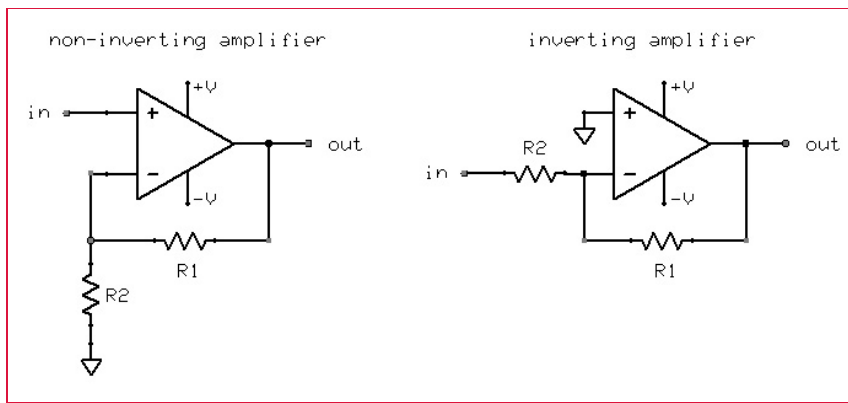 non-inverting amplifier
+V
in
+
out
-
-V
R1
R2
inverting amplifier
+V
+
R2
out
in
-
-V
R1